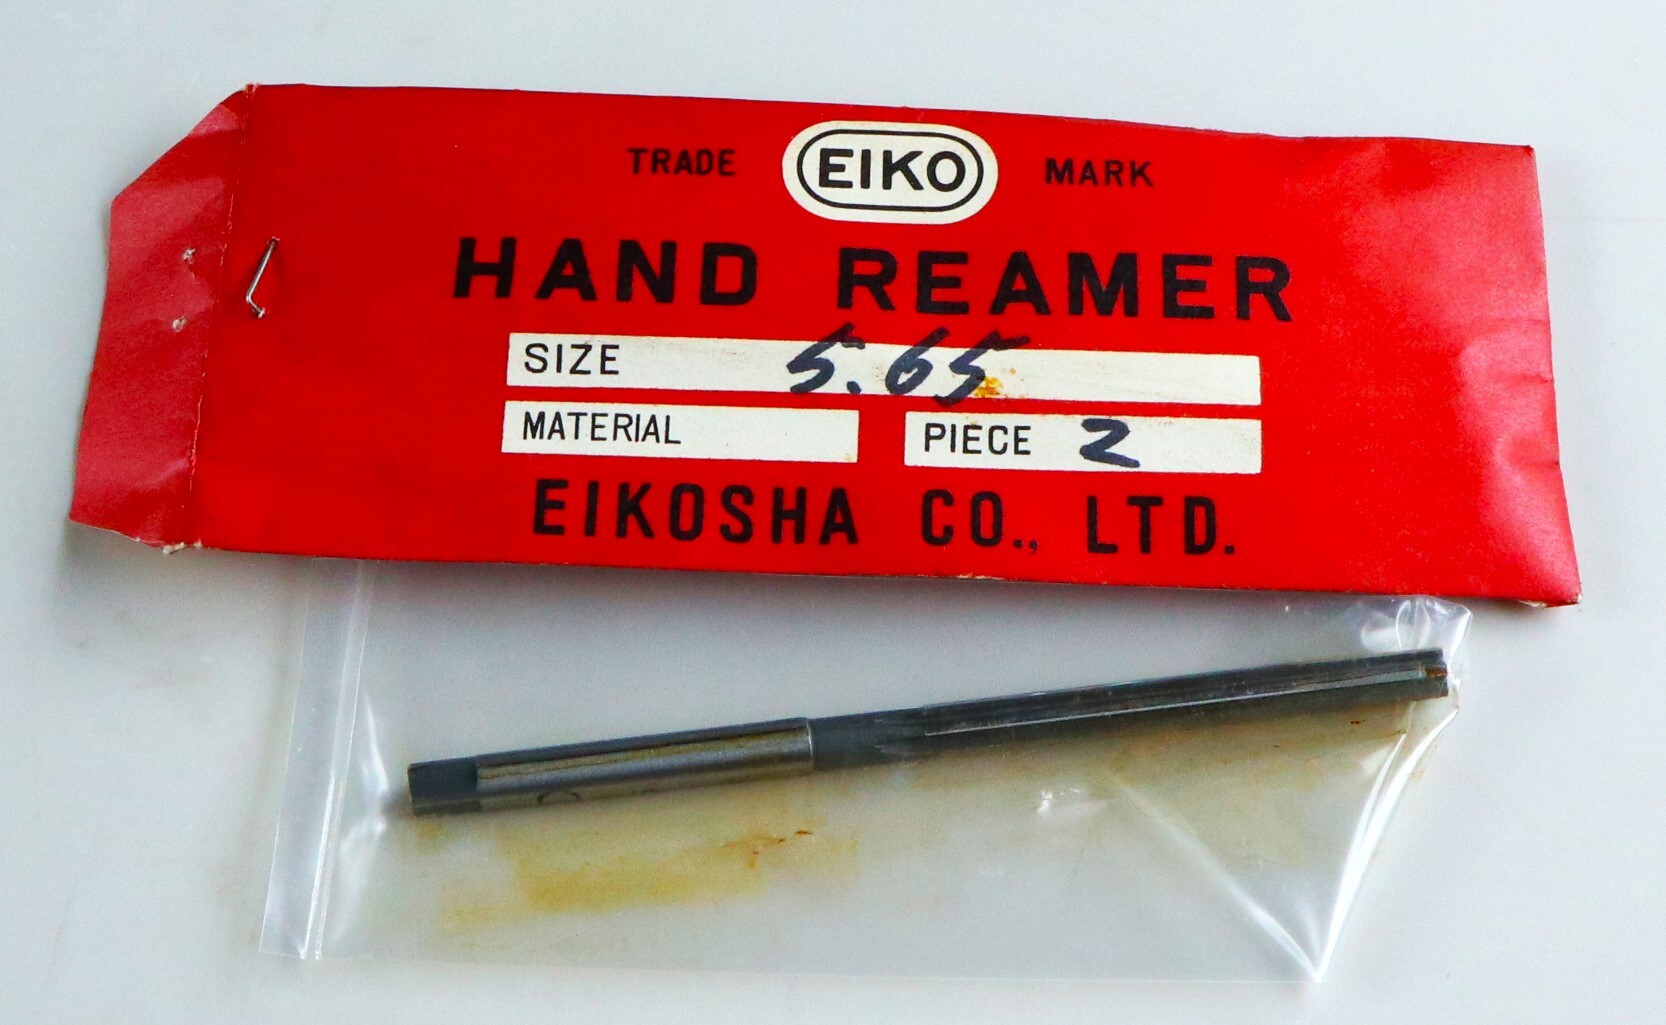 TRADE EIKO MARK
HAND REAMER
SIZE 5.65
MATERIAL PIECE 2
EIKOSHA CO., LTD.